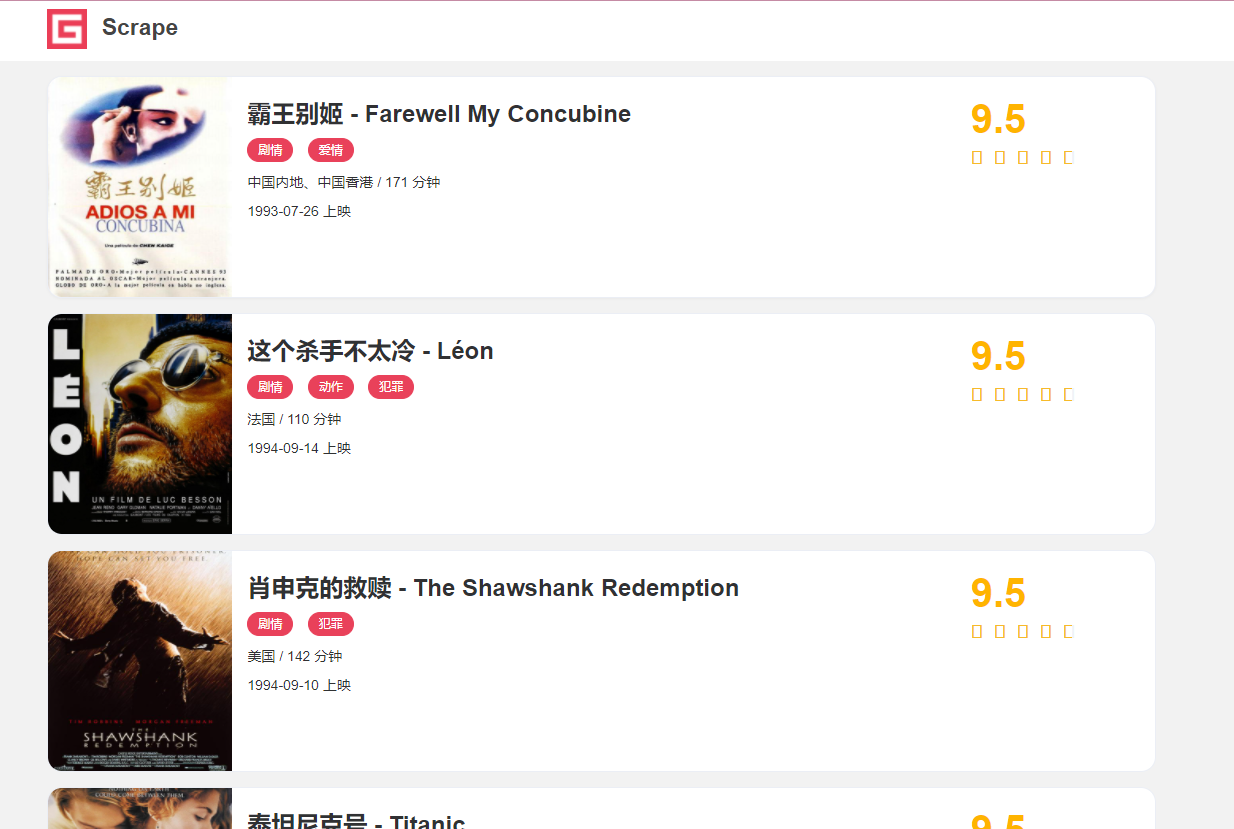 Scrape
霸王别姬 - Farewell My Concubine
9.5
剧情 爱情
中国内地、中国香港 / 171 分钟
1993-07-26 上映
霸王别姬
ADIOS A MI
CONCUBINA
Una película de CHEN KAIGE
PALMA DE ORO-Mejor película-CANNES 93
NOMINADA AL OSCAR-Mejor película extranjera.
GLOBO DE ORO-A la mejor película en habla no inglesa.
这个杀手不太冷 - Léon
9.5
剧情 动作 犯罪
法国 / 110 分钟
1994-09-14 上映
LÉON
UN FILM DE LUC BESSON
肖申克的救赎 - The Shawshank Redemption
9.5
剧情 犯罪
美国 / 142 分钟
1994-09-10 上映
HOPE CAN SET YOU FREE.
TIM ROBBINS MORGAN FREEMAN
THE
SHAWSHANK
REDEMPTION
泰坦尼克号 - Titanic
9.5